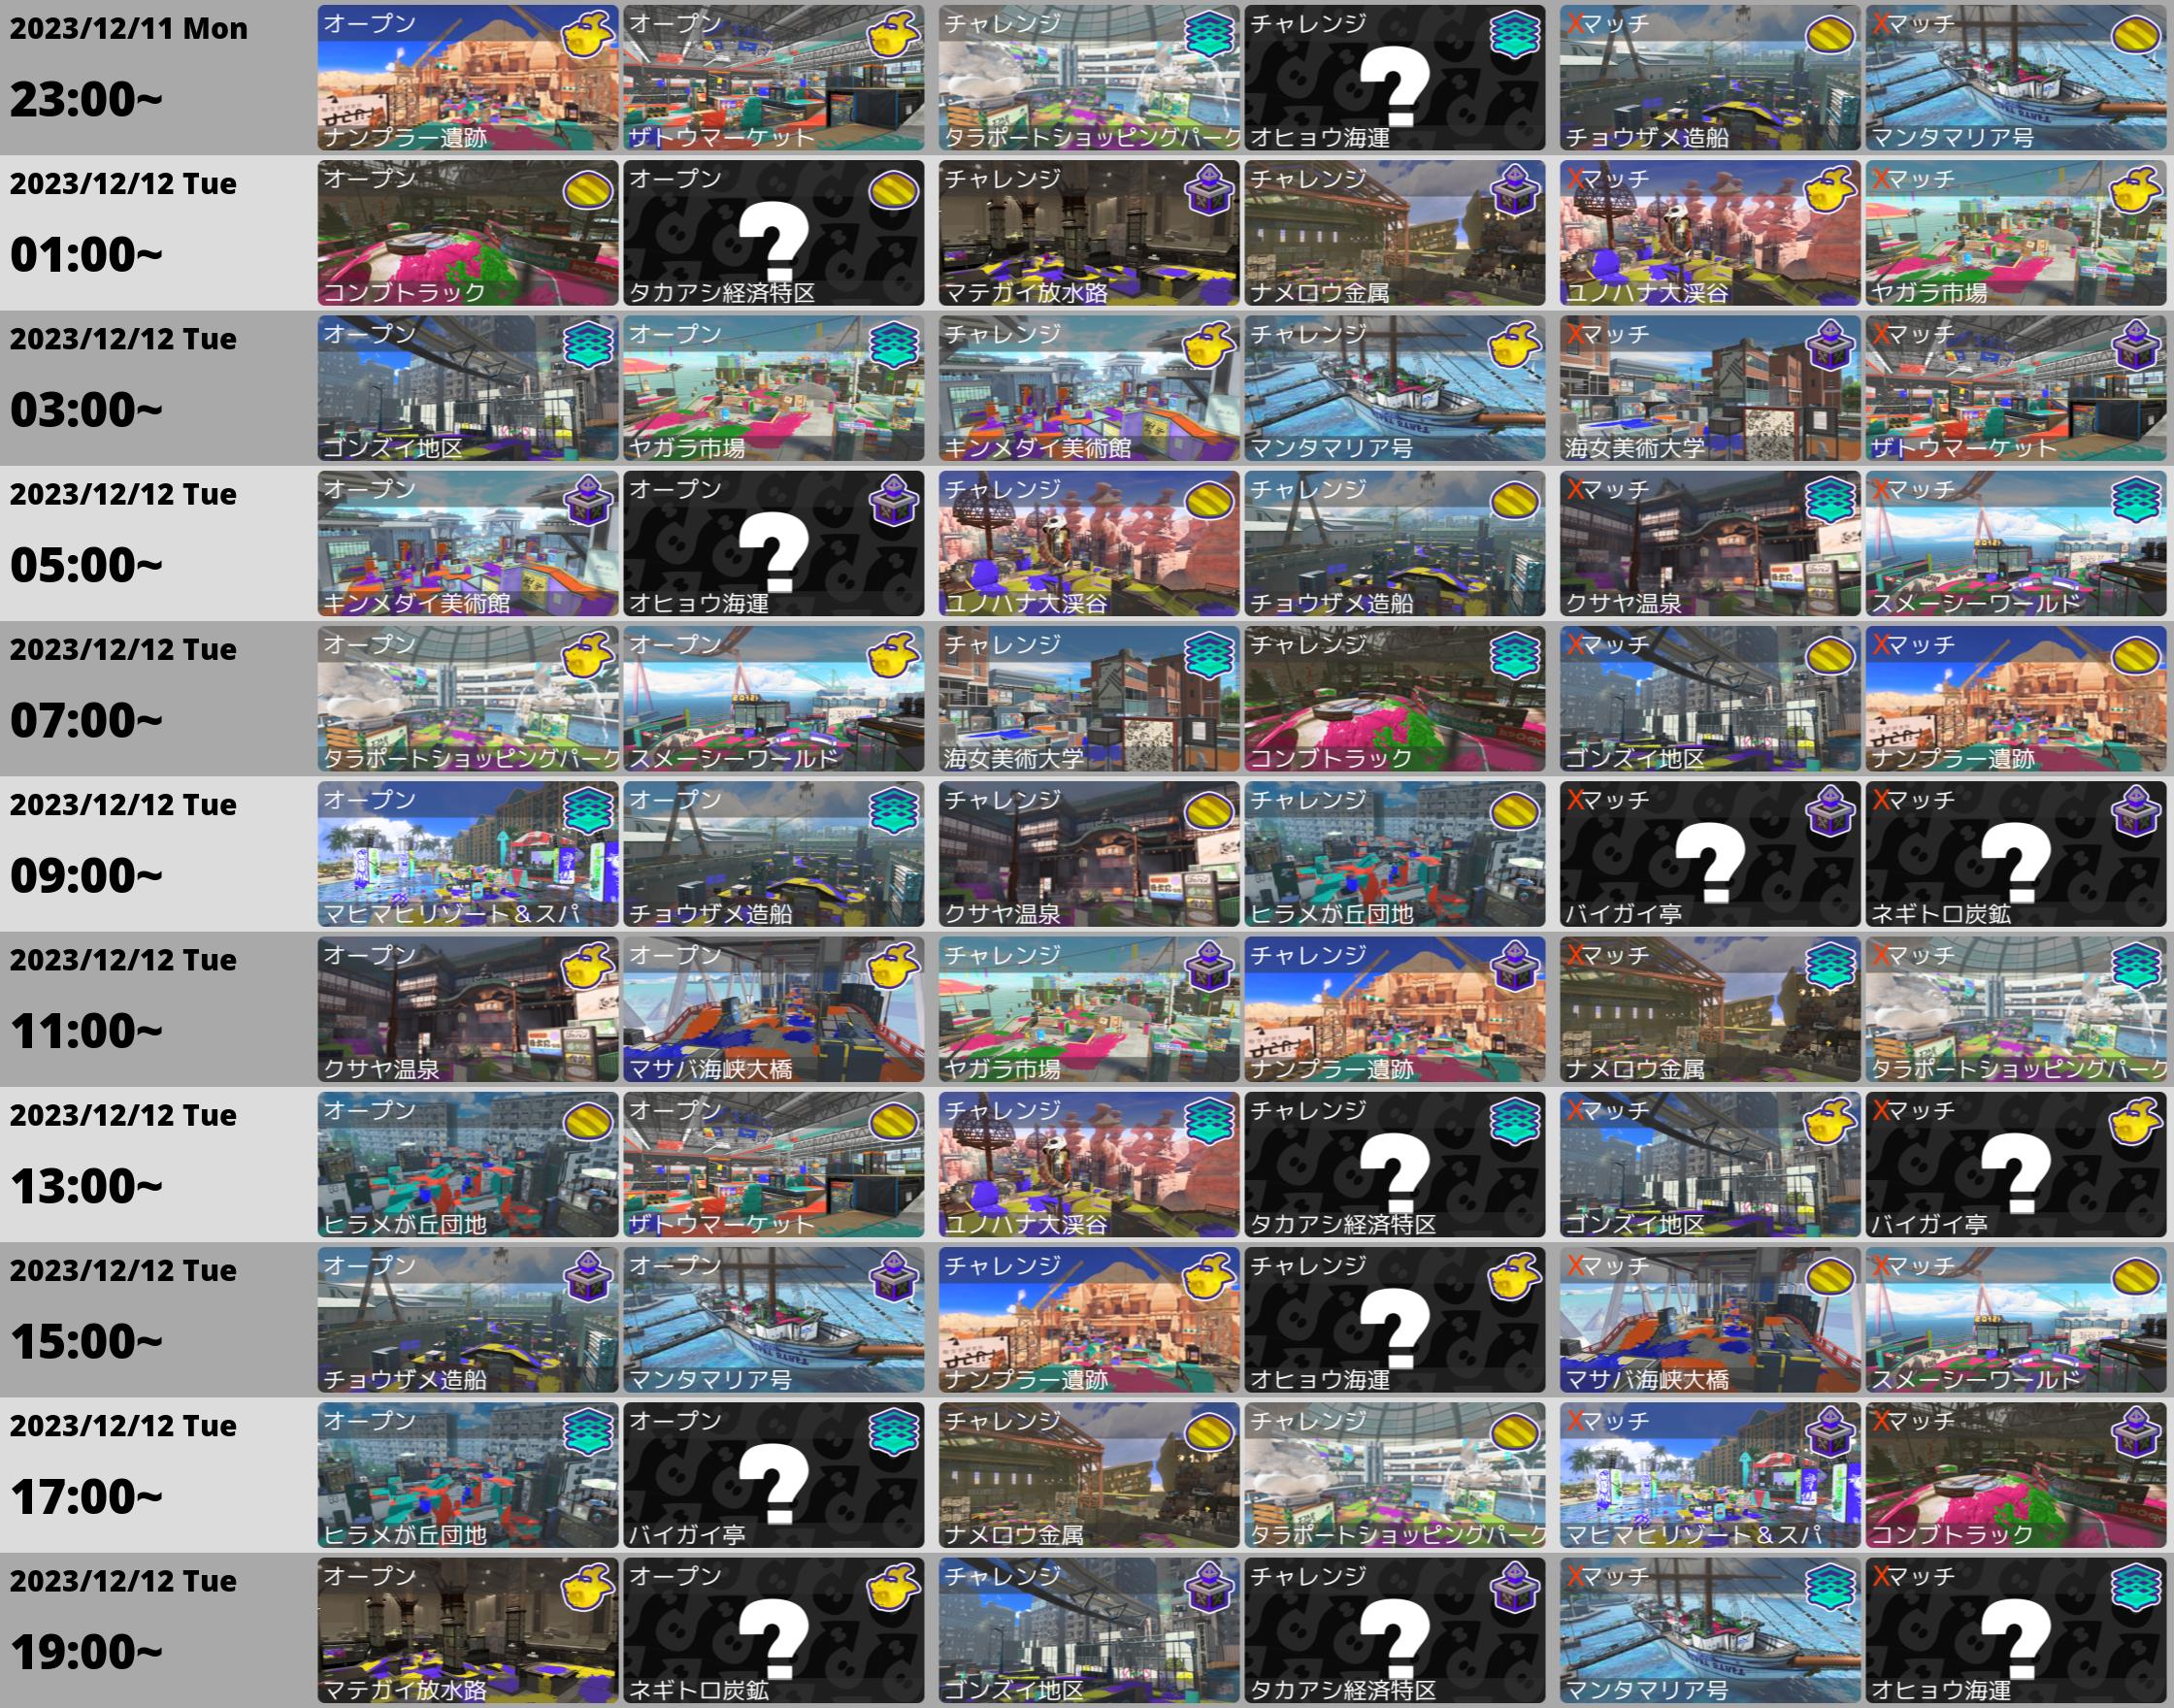 2023/12/11 Mon
23:00~
オープン
ナンプラー遺跡
オープン
ザトウマーケット
チャレンジ
タラポートショッピングパーク
チャレンジ
?
オヒョウ海運
Xマッチ
チョウザメ造船
Xマッチ
マンタマリア号
2023/12/12 Tue
01:00~
オープン
コンブトラック
オープン
?
タカアシ経済特区
チャレンジ
マテガイ放水路
チャレンジ
ナメロウ金属
Xマッチ
ユノハナ大渓谷
Xマッチ
ヤガラ市場
2023/12/12 Tue
03:00~
オープン
ゴンズイ地区
オープン
ヤガラ市場
チャレンジ
キンメダイ美術館
チャレンジ
マンタマリア号
Xマッチ
海女美術大学
Xマッチ
ザトウマーケット
2023/12/12 Tue
05:00~
オープン
キンメダイ美術館
オープン
?
オヒョウ海運
チャレンジ
ユノハナ大渓谷
チャレンジ
チョウザメ造船
Xマッチ
クサヤ温泉
Xマッチ
スメーシーワールド
2023/12/12 Tue
07:00~
オープン
タラポートショッピングパーク
オープン
スメーシーワールド
チャレンジ
海女美術大学
チャレンジ
コンブトラック
Xマッチ
ゴンズイ地区
Xマッチ
ナンプラー遺跡
2023/12/12 Tue
09:00~
オープン
マヒマヒリゾート&スパ
オープン
チョウザメ造船
チャレンジ
クサヤ温泉
チャレンジ
ヒラメが丘団地
Xマッチ
?
バイガイ亭
Xマッチ
?
ネギトロ炭鉱
2023/12/12 Tue
11:00~
オープン
クサヤ温泉
オープン
マサバ海峡大橋
チャレンジ
ヤガラ市場
チャレンジ
ナンプラー遺跡
Xマッチ
ナメロウ金属
Xマッチ
タラポートショッピングパーク
2023/12/12 Tue
13:00~
オープン
ヒラメが丘団地
オープン
ザトウマーケット
チャレンジ
ユノハナ大渓谷
チャレンジ
?
タカアシ経済特区
Xマッチ
ゴンズイ地区
Xマッチ
?
バイガイ亭
2023/12/12 Tue
15:00~
オープン
チョウザメ造船
オープン
マンタマリア号
チャレンジ
ナンプラー遺跡
チャレンジ
?
オヒョウ海運
Xマッチ
マサバ海峡大橋
Xマッチ
スメーシーワールド
2023/12/12 Tue
17:00~
オープン
ヒラメが丘団地
オープン
?
バイガイ亭
チャレンジ
ナメロウ金属
チャレンジ
タラポートショッピングパーク
Xマッチ
マヒマヒリゾート&スパ
Xマッチ
コンブトラック
2023/12/12 Tue
19:00~
オープン
マテガイ放水路
オープン
?
ネギトロ炭鉱
チャレンジ
ゴンズイ地区
チャレンジ
?
タカアシ経済特区
Xマッチ
マンタマリア号
Xマッチ
?
オヒョウ海運